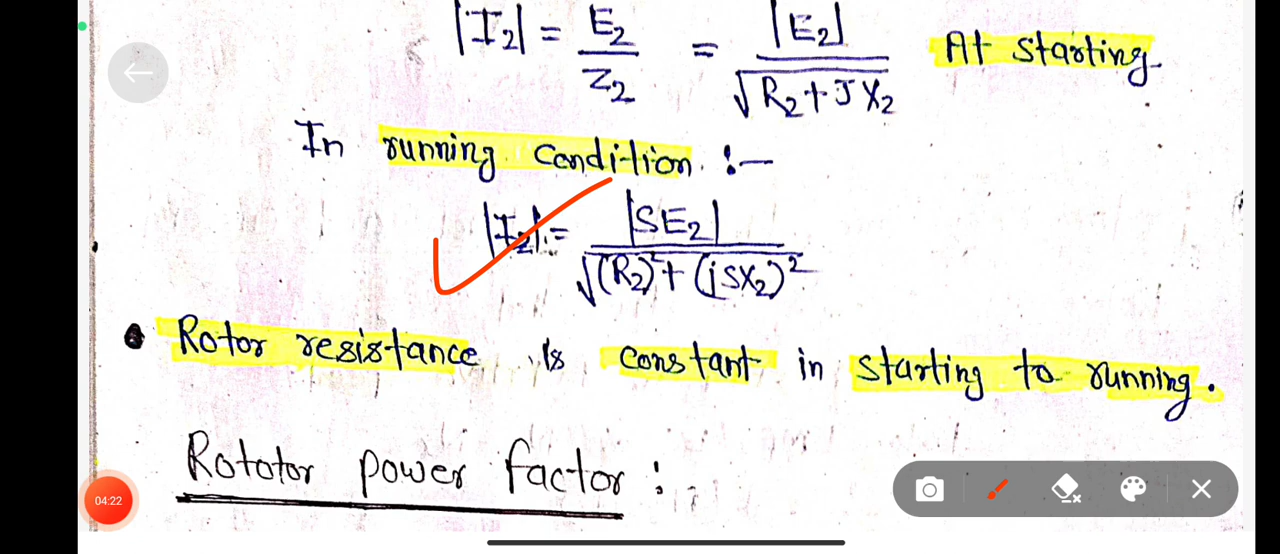 |I₂| = E₂/Z₂ = |E₂|/√R₂+JX₂ At starting
In running Condition :-
|I₂| = |SE₂|/√(R₂)²+(jSX₂)²
Rotor resistance is constant in starting to running.
Rotator power factor :
04:22